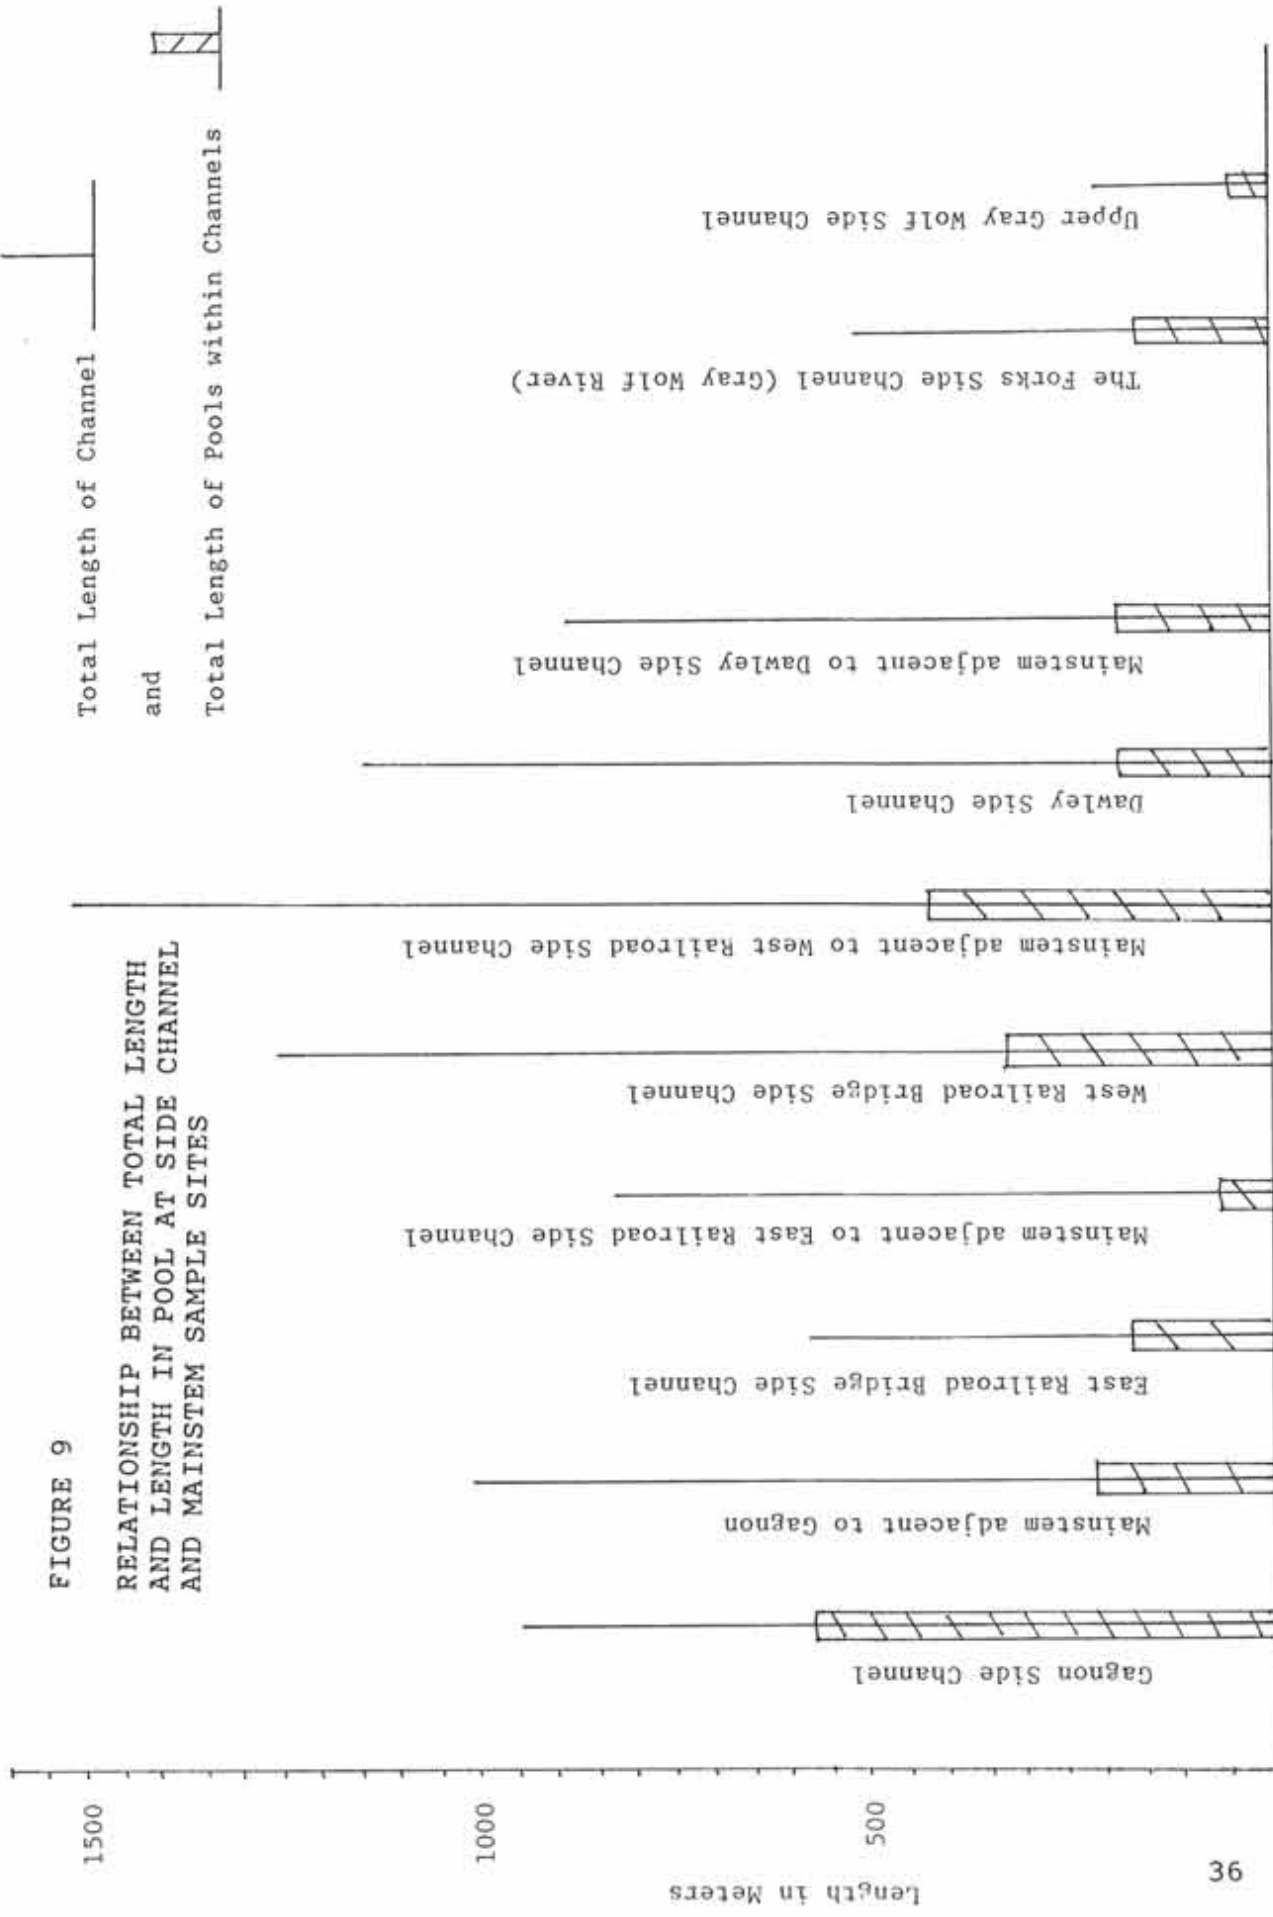 FIGURE 9
RELATIONSHIP BETWEEN TOTAL LENGTH
AND LENGTH IN POOL AT SIDE CHANNEL
AND MAINSTEM SAMPLE SITES
Total Length of Channel
and
Total Length of Pools within Channels
1500
1000
500
Length in Meters
Gagnon Side Channel
Mainstem adjacent to Gagnon
East Railroad Bridge Side Channel
Mainstem adjacent to East Railroad Side Channel
West Railroad Bridge Side Channel
Mainstem adjacent to West Railroad Side Channel
Dawley Side Channel
Mainstem adjacent to Dawley Side Channel
The Forks Side Channel (Gray Wolf River)
Upper Gray Wolf Side Channel
36